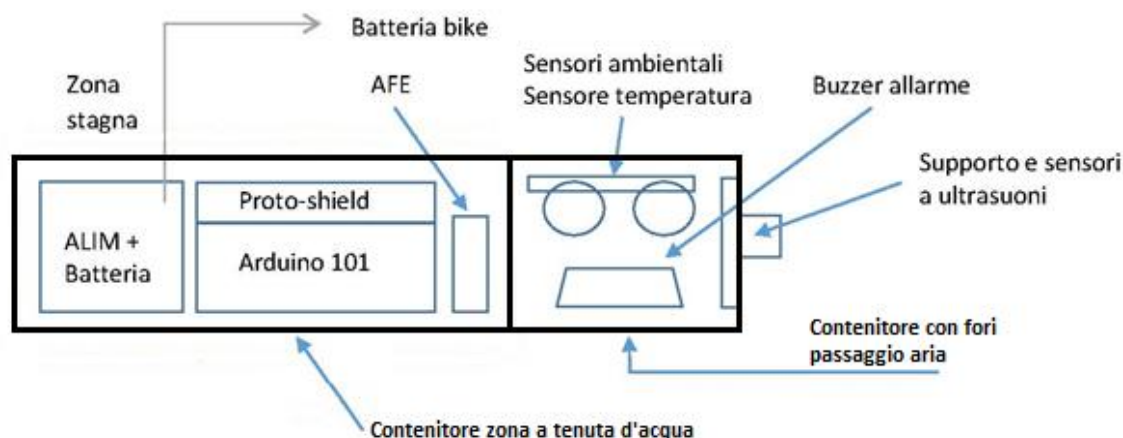 Batteria bike
Zona
stagna
AFE
Sensori ambientali
Sensore temperatura
Buzzer allarme
Supporto e sensori
a ultrasuoni
ALIM +
Batteria
Proto-shield
Arduino 101
Contenitore con fori
passaggio aria
Contenitore zona a tenuta d'acqua